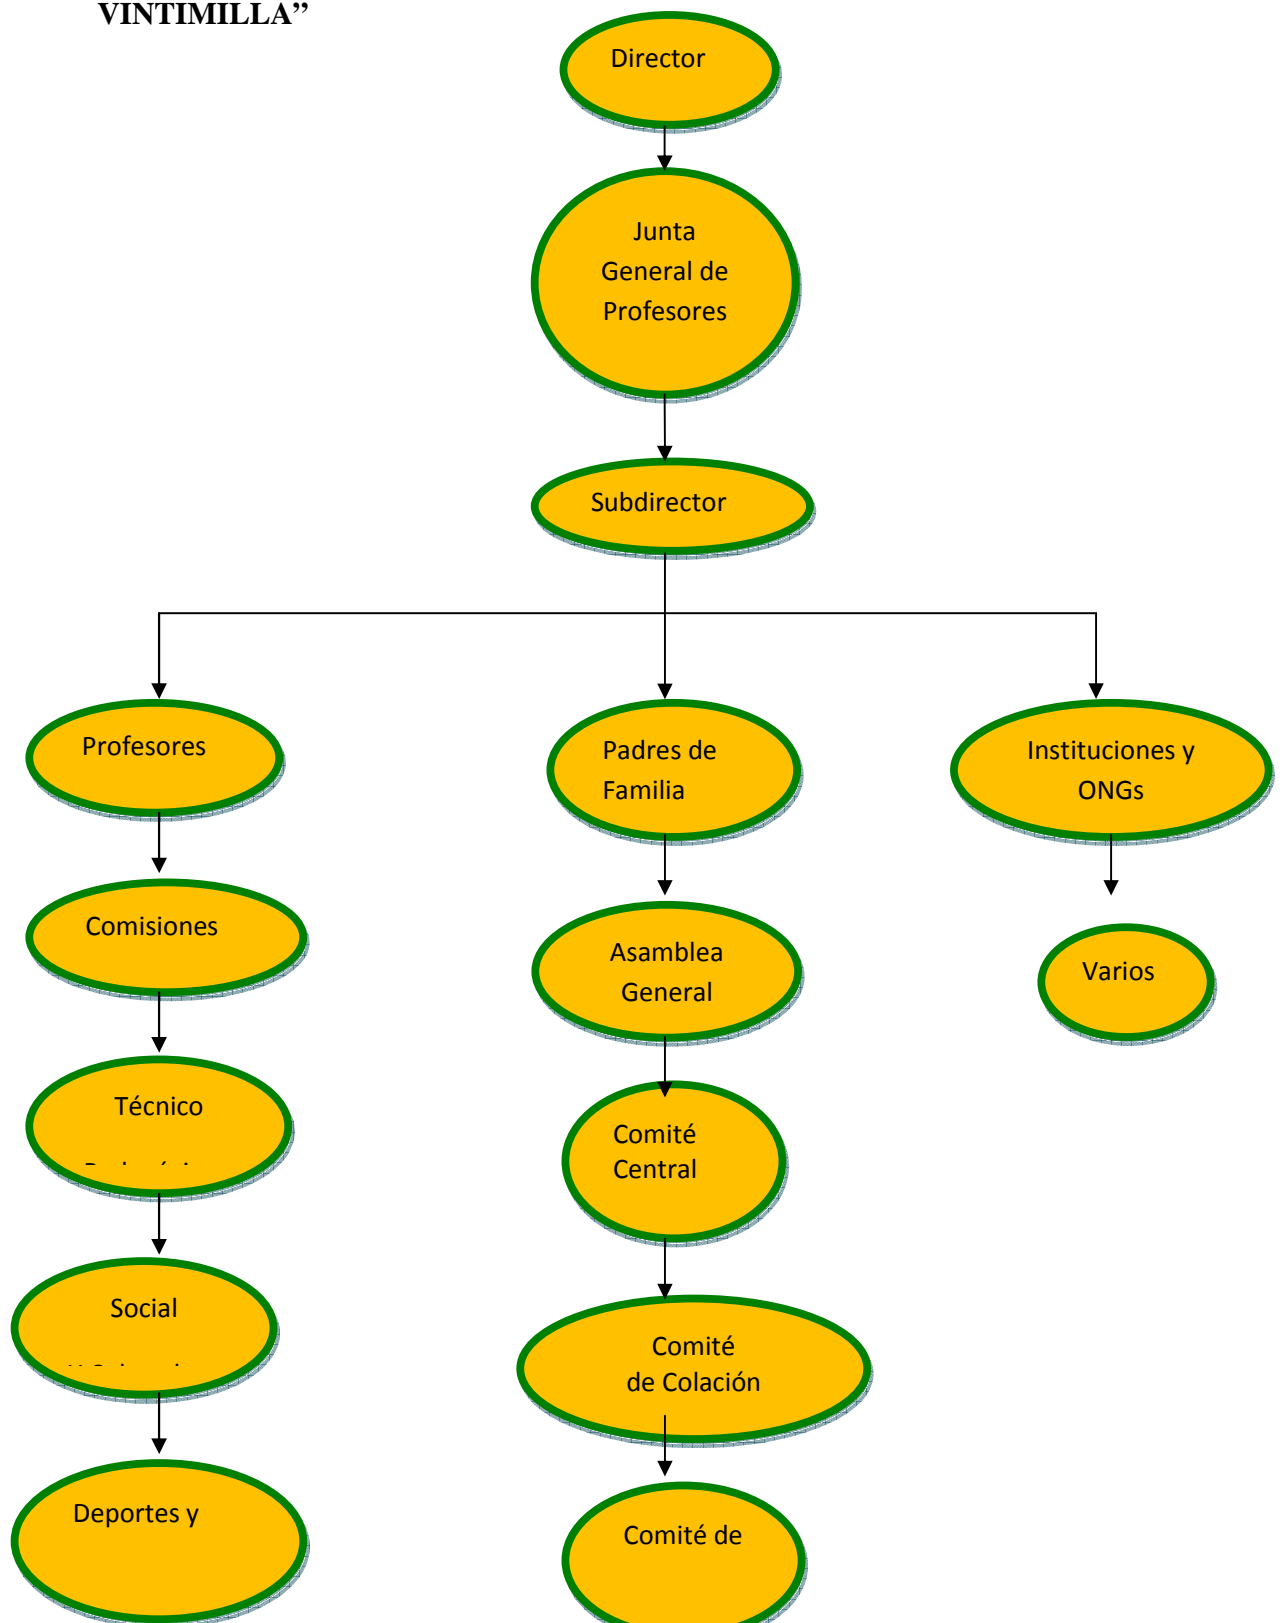 VINTIMILLA”
Director
Junta
General de
Profesores
Subdirector
Profesores
Padres de
Familia
Instituciones y
ONGs
Comisiones
Asamblea
General
Varios
Técnico
Comité
Central
Social
Comité
de Colación
Deportes y
Comité de